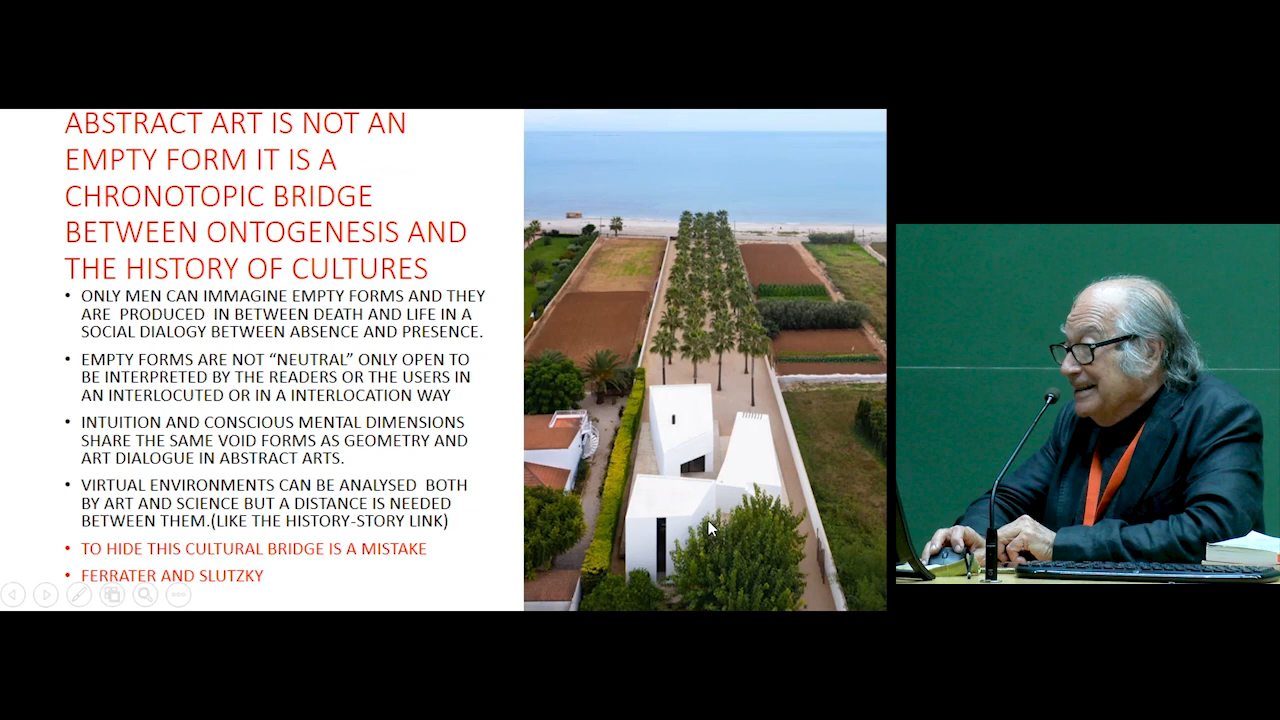 ABSTRACT ART IS NOT AN
EMPTY FORM IT IS A
CHRONOTOPIC BRIDGE
BETWEEN ONTOGENESIS AND
THE HISTORY OF CULTURES
• ONLY MEN CAN IMMAGINE EMPTY FORMS AND THEY
ARE PRODUCED IN BETWEEN DEATH AND LIFE IN A
SOCIAL DIALOGY BETWEEN ABSENCE AND PRESENCE.
• EMPTY FORMS ARE NOT “NEUTRAL” ONLY OPEN TO
BE INTERPRETED BY THE READERS OR THE USERS IN
AN INTERLOCUTED OR IN A INTERLOCATION WAY
• INTUITION AND CONSCIOUS MENTAL DIMENSIONS
SHARE THE SAME VOID FORMS AS GEOMETRY AND
ART DIALOGUE IN ABSTRACT ARTS.
• VIRTUAL ENVIRONMENTS CAN BE ANALYSED BOTH
BY ART AND SCIENCE BUT A DISTANCE IS NEEDED
BETWEEN THEM.(LIKE THE HISTORY-STORY LINK)
• TO HIDE THIS CULTURAL BRIDGE IS A MISTAKE
• FERRATER AND SLUTZKY